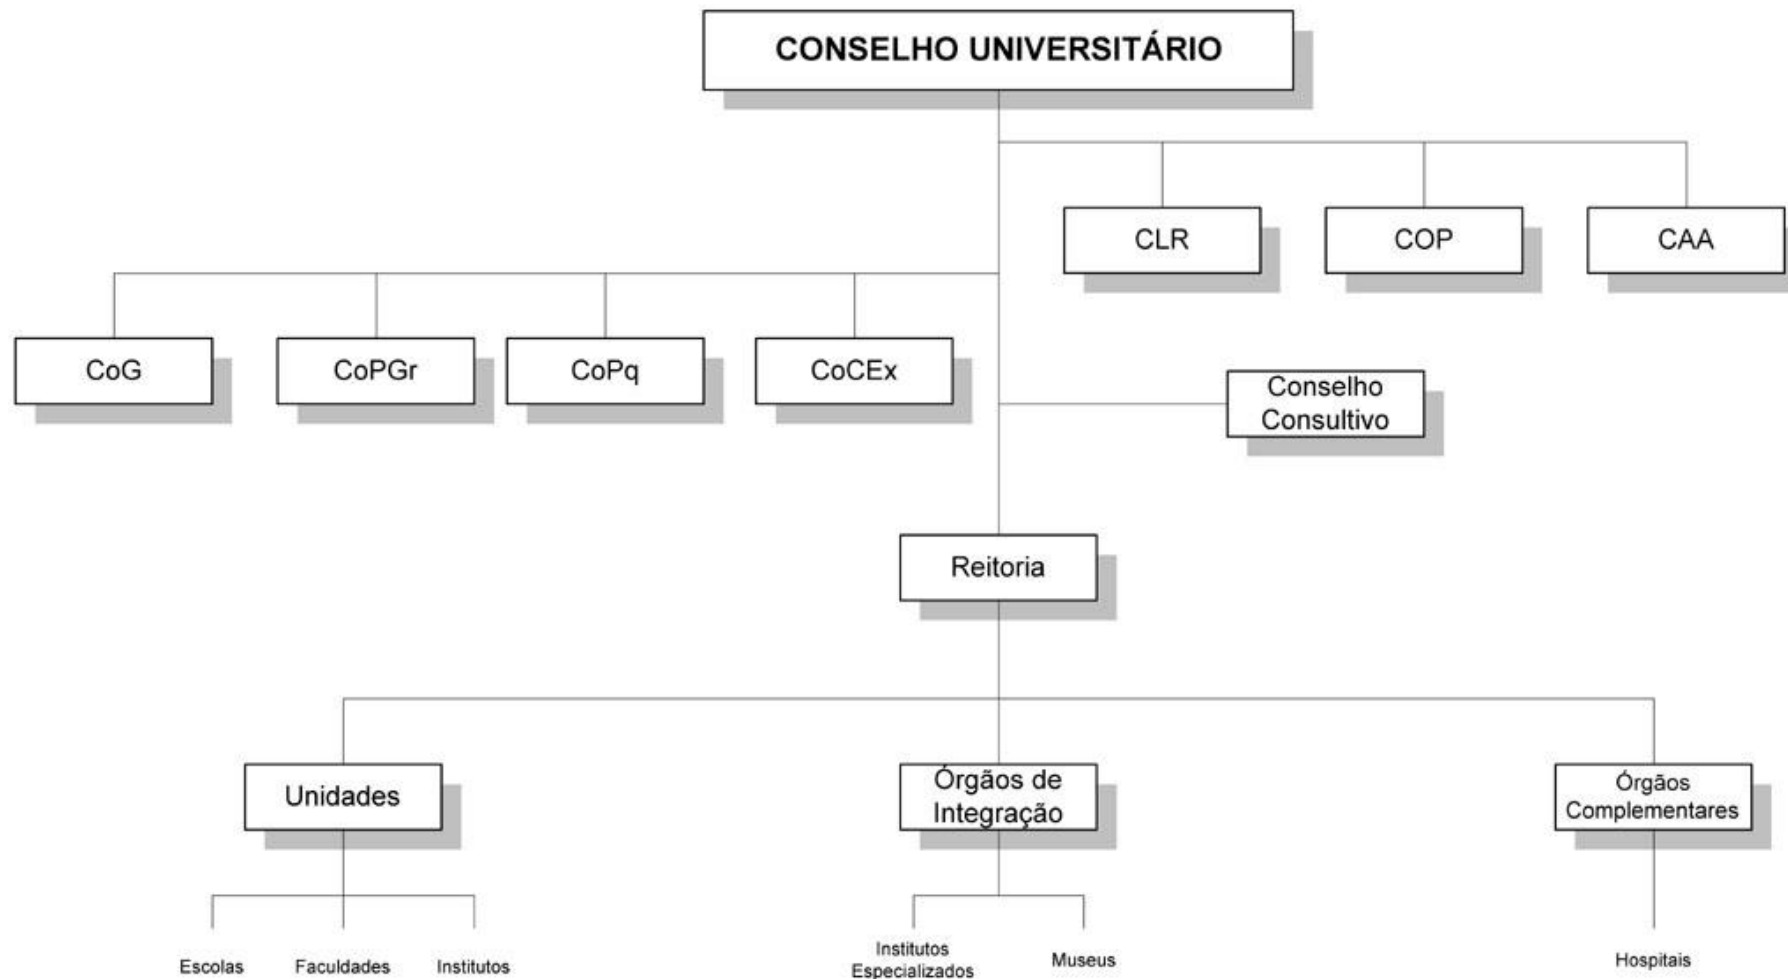 CONSELHO UNIVERSITÁRIO
CLR
COP
CAA
CoG
CoPGr
CoPq
CoCEx
Conselho
Consultivo
Reitoria
Unidades
Órgãos de
Integração
Órgãos
Complementares
Escolas
Faculdades
Institutos
Institutos
Especializados
Museus
Hospitais